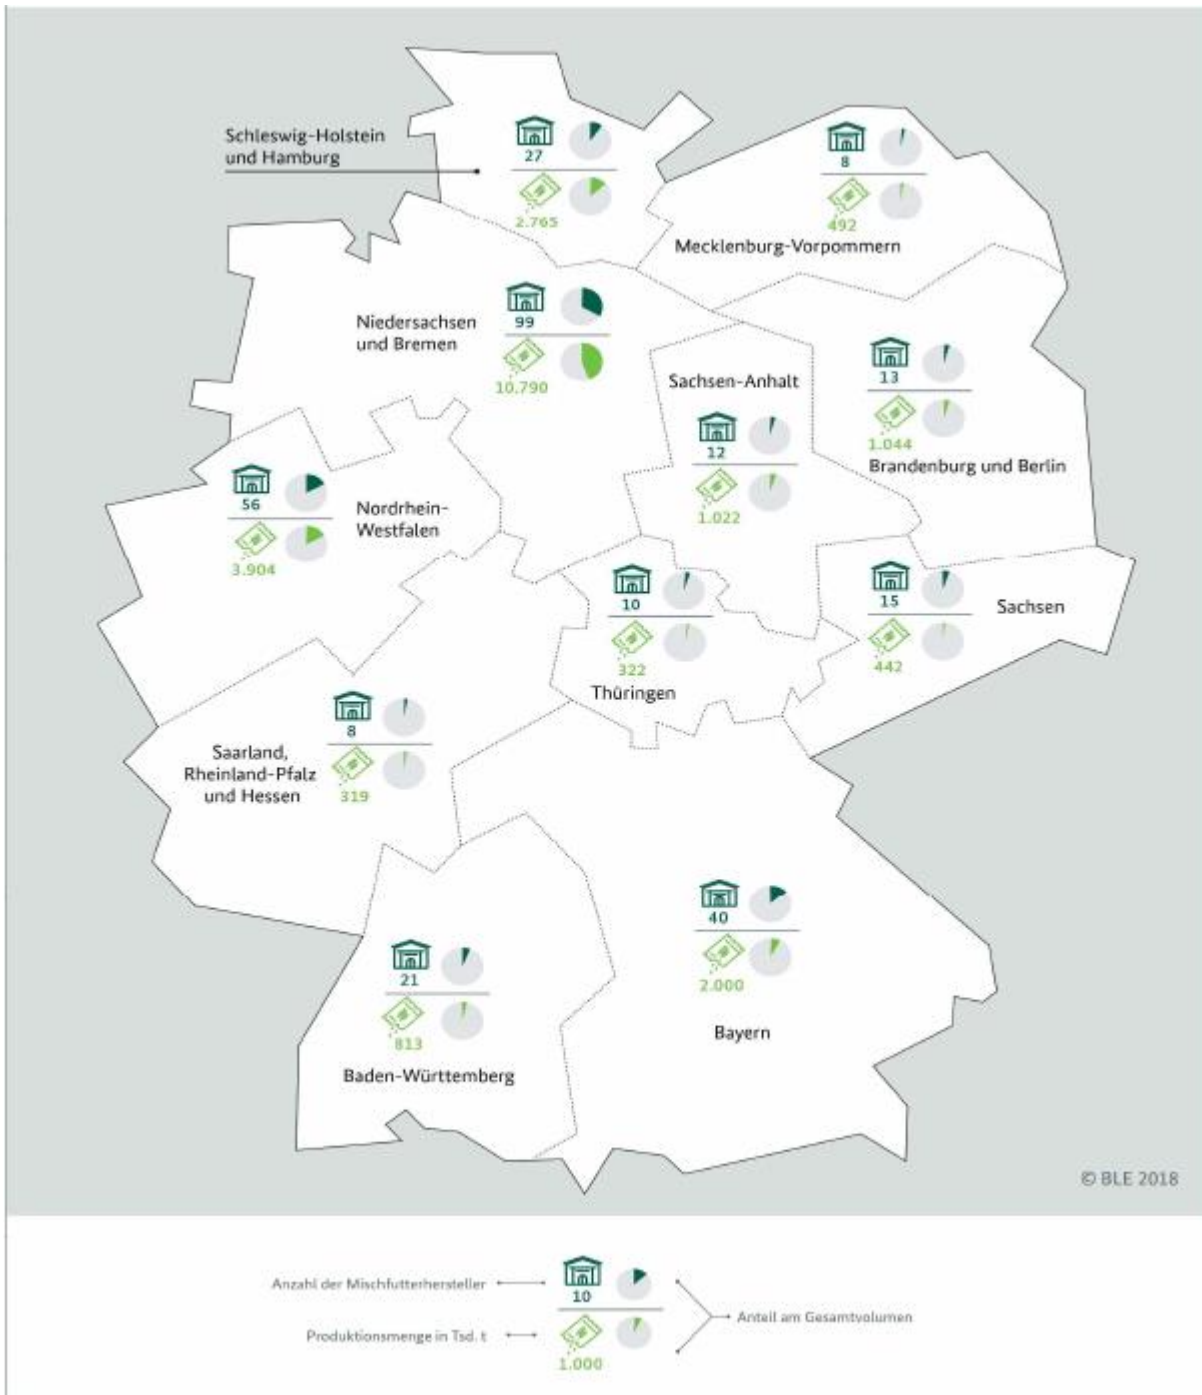 Schleswig-Holstein
und Hamburg
27
2.765
8
492
Mecklenburg-Vorpommern
Niedersachsen
und Bremen
99
10.790
Sachsen-Anhalt
12
1.022
13
1.044
Brandenburg und Berlin
56
3.904
Nordrhein-
Westfalen
10
322
Thüringen
15
442
Sachsen
Saarland,
Rheinland-Pfalz
und Hessen
8
319
21
813
Baden-Württemberg
40
2.000
Bayern
© BLE 2018
Anzahl der Mischfutterhersteller
10
Produktionsmenge in Tsd. t
1.000
Anteil am Gesamtvolumen